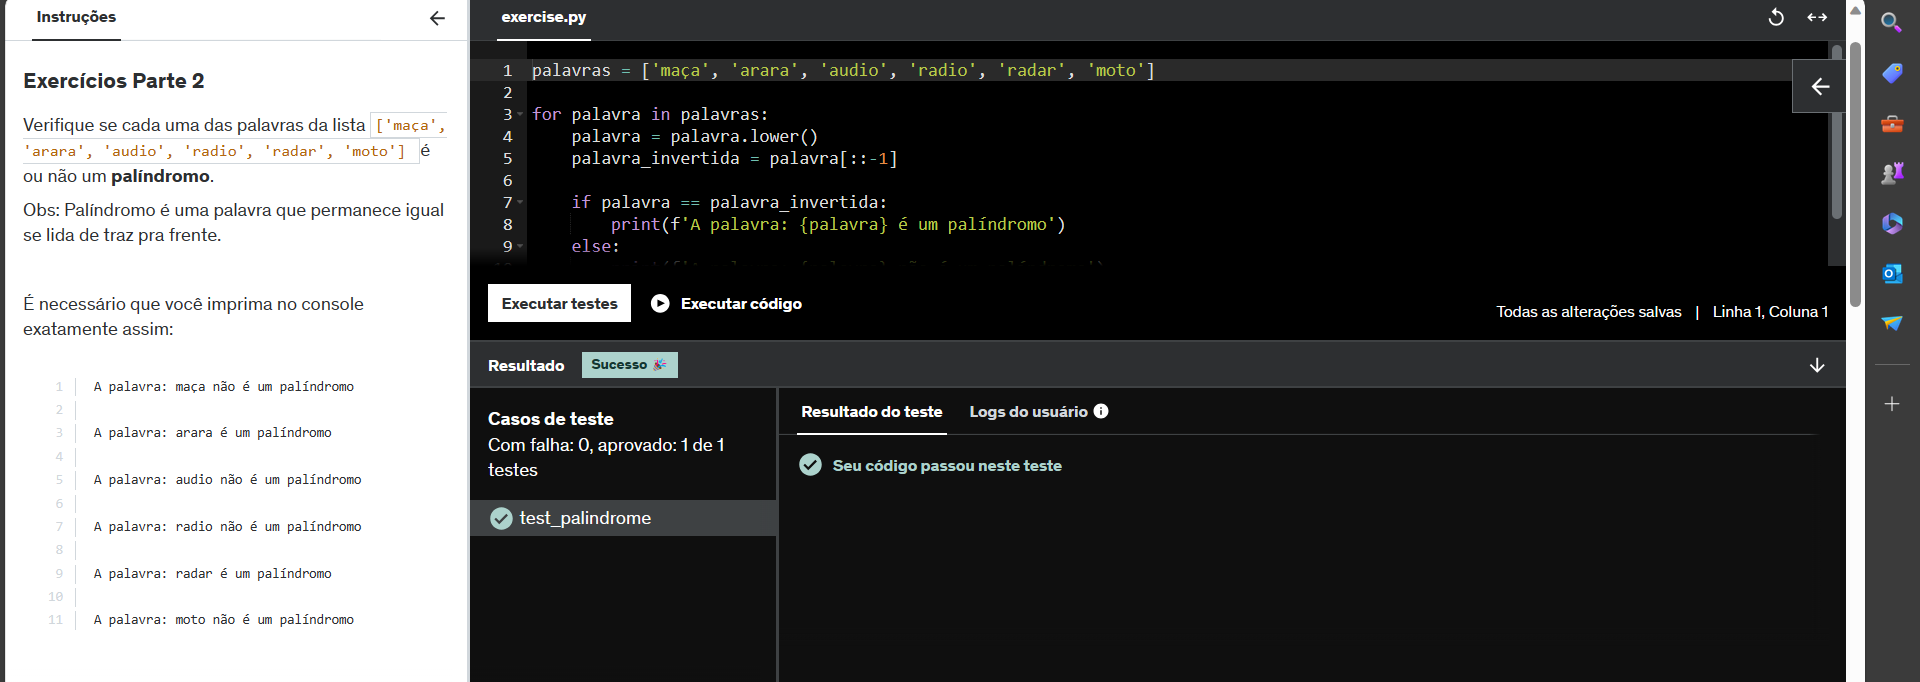 Instruções
Exercícios Parte 2
Verifique se cada uma das palavras da lista ['maça',
'arara', 'audio', 'radio', 'radar', 'moto'] é
ou não um palíndromo.
Obs: Palíndromo é uma palavra que permanece igual
se lida de traz pra frente.
É necessário que você imprima no console
exatamente assim:
1 A palavra: maça não é um palíndromo
2
3 A palavra: arara é um palíndromo
4
5 A palavra: audio não é um palíndromo
6
7 A palavra: radio não é um palíndromo
8
9 A palavra: radar é um palíndromo
10
11 A palavra: moto não é um palíndromo
exercise.py
1 palavras = ['maça', 'arara', 'audio', 'radio', 'radar', 'moto']
2
3 for palavra in palavras:
4 palavra = palavra.lower()
5 palavra_invertida = palavra[::-1]
6
7 if palavra == palavra_invertida:
8 print(f'A palavra: {palavra} é um palíndromo')
9 else:
Executar testes
Executar código
Todas as alterações salvas | Linha 1, Coluna 1
Resultado
Sucesso 🎉
Casos de teste
Com falha: 0, aprovado: 1 de 1
testes
test_palindrome
Resultado do teste
Logs do usuário
Seu código passou neste teste